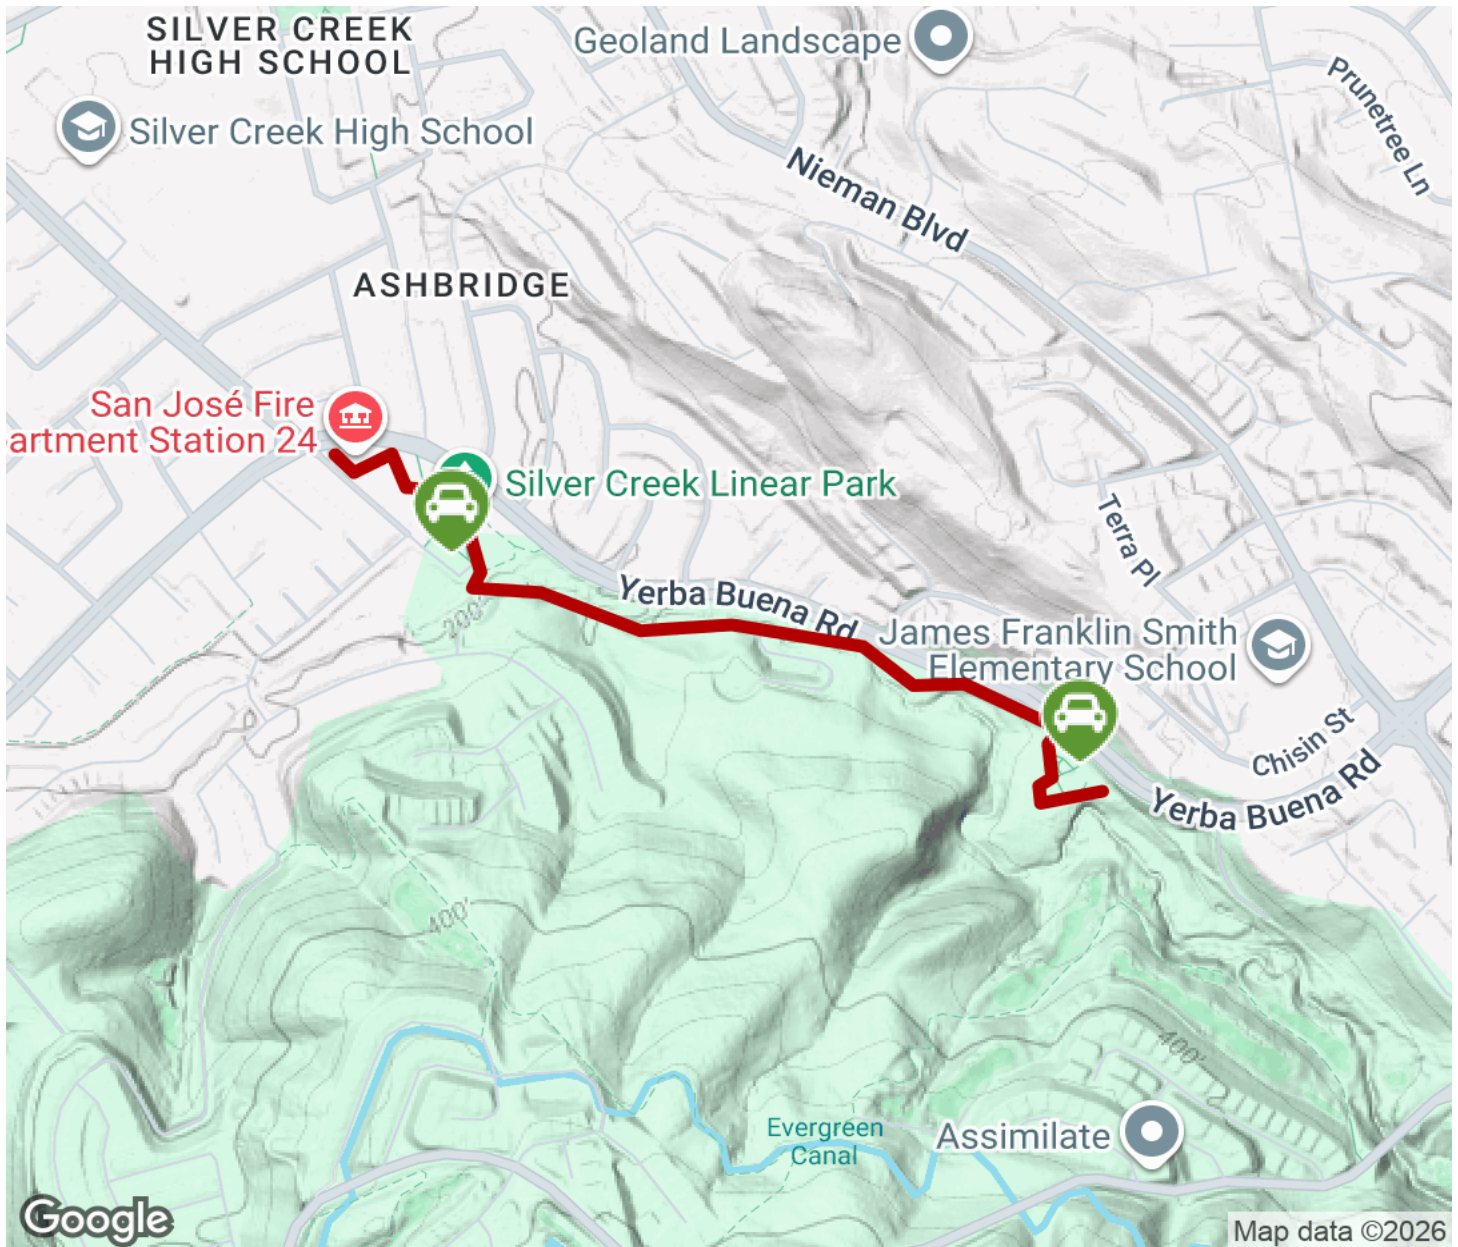 SILVER CREEK
HIGH SCHOOL
Geoland Landscape
Prunetree Ln
Silver Creek High School
Nieman Blvd
ASHBRIDGE
San José Fire
artment Station 24
Silver Creek Linear Park
Terra Pl
Yerba Buena Rd
200'
James Franklin Smith
Elementary School
Chisin St
Yerba Buena Rd
400'
400'
Evergreen
Canal
Assimilate
Google
Map data ©2026